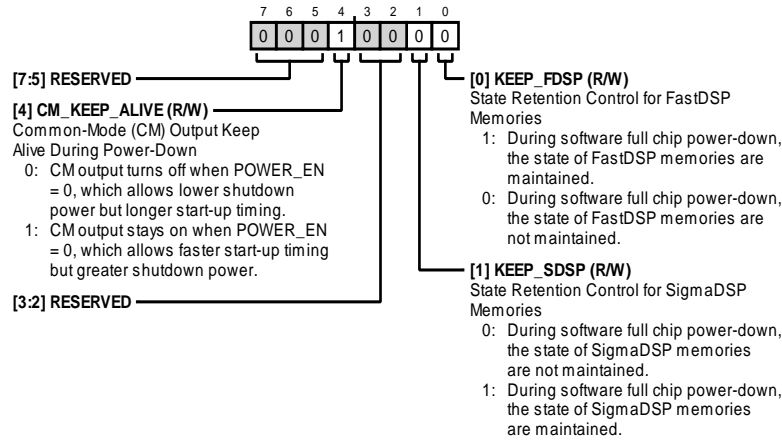 7 6 5 4 3 2 1 0
0 0 0 1 0 0 0 0
[7:5] RESERVED
[4] CM_KEEP_ALIVE (R/W)
Common-Mode (CM) Output Keep
Alive During Power-Down
0: CM output turns off when POWER_EN
= 0, which allows lower shutdown
power but longer start-up timing.
1: CM output stays on when POWER_EN
= 0, which allows faster start-up timing
but greater shutdown power.
[3:2] RESERVED
[0] KEEP_FDSP (R/W)
State Retention Control for FastDSP
Memories
1: During software full chip power-down,
the state of FastDSP memories are
maintained.
0: During software full chip power-down,
the state of FastDSP memories are
not maintained.
[1] KEEP_SDSP (R/W)
State Retention Control for SigmaDSP
Memories
0: During software full chip power-down,
the state of SigmaDSP memories
are not maintained.
1: During software full chip power-down,
the state of SigmaDSP memories
are maintained.